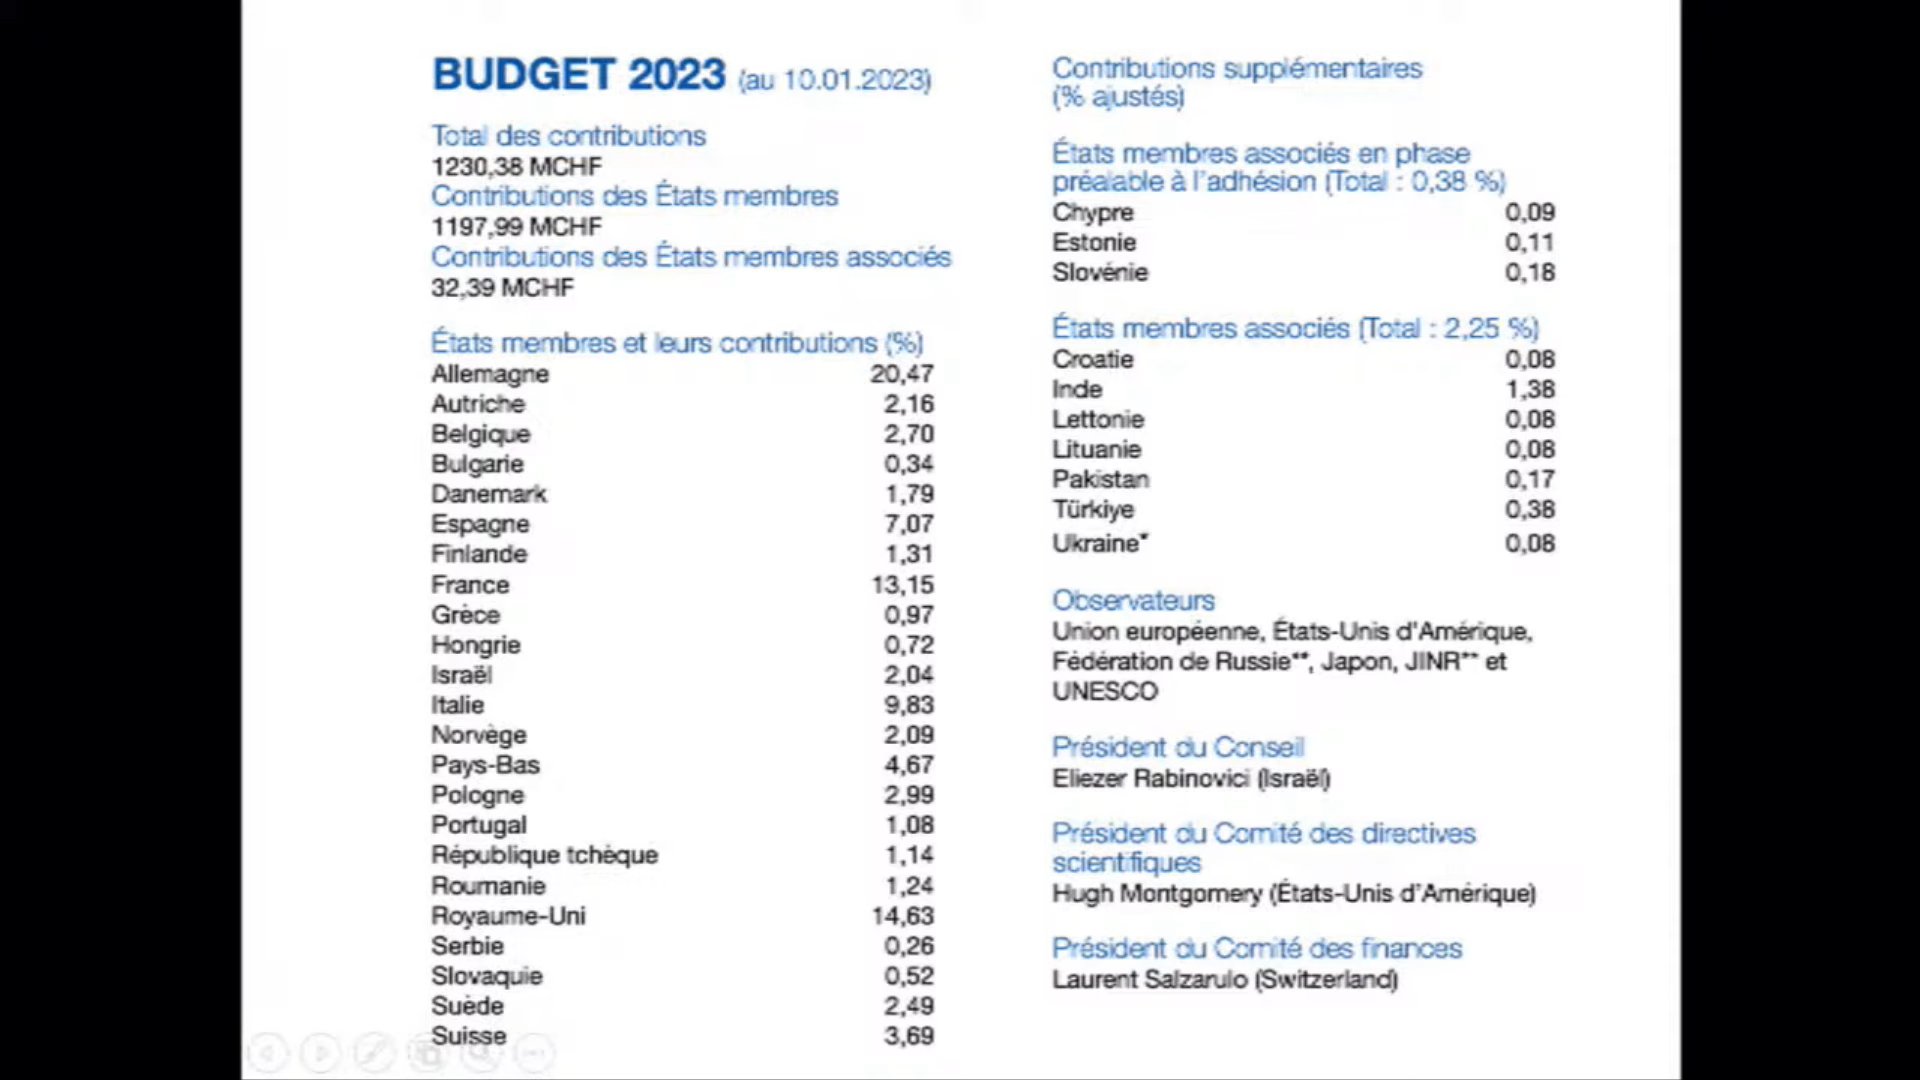 BUDGET 2023 (au 10.01.2023)
Total des contributions
1230,38 MCHF
Contributions des États membres
1197,99 MCHF
Contributions des États membres associés
32,39 MCHF
États membres et leurs contributions (%)
Allemagne 20,47
Autriche 2,16
Belgique 2,70
Bulgarie 0,34
Danemark 1,79
Espagne 7,07
Finlande 1,31
France 13,15
Grèce 0,97
Hongrie 0,72
Israël 2,04
Italie 9,83
Norvège 2,09
Pays-Bas 4,67
Pologne 2,99
Portugal 1,08
République tchèque 1,14
Roumanie 1,24
Royaume-Uni 14,63
Serbie 0,26
Slovaquie 0,52
Suède 2,49
Suisse 3,69
Contributions supplémentaires
(% ajustés)
États membres associés en phase
préalable à l'adhésion (Total : 0,38 %)
Chypre 0,09
Estonie 0,11
Slovénie 0,18
États membres associés (Total : 2,25 %)
Croatie 0,08
Inde 1,38
Lettonie 0,08
Lituanie 0,08
Pakistan 0,17
Türkiye 0,38
Ukraine* 0,08
Observateurs
Union européenne, États-Unis d'Amérique,
Fédération de Russie**, Japon, JINR** et
UNESCO
Président du Conseil
Eliezer Rabinovici (Israël)
Président du Comité des directives
scientifiques
Hugh Montgomery (États-Unis d'Amérique)
Président du Comité des finances
Laurent Salzarulo (Switzerland)